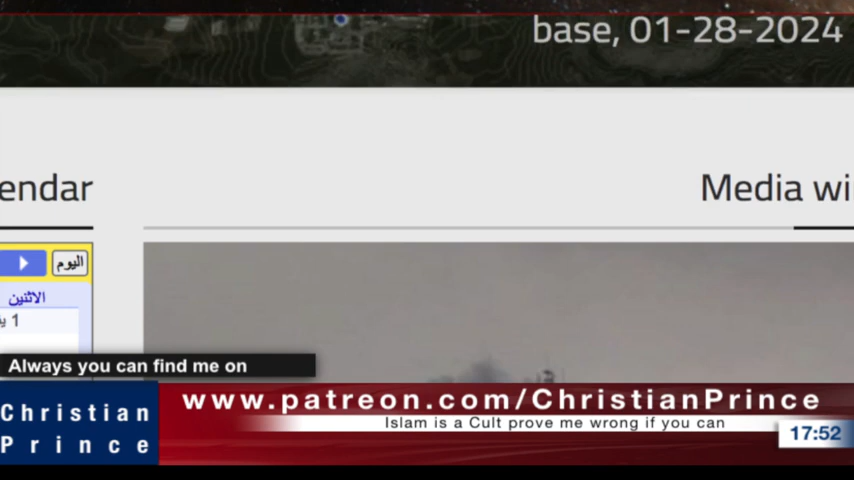 base, 01-28-2024
endar
Media wi
اليوم
الاثنين
1 ي
Always you can find me on
www.patreon.com/ChristianPrince
Christian
Prince
Islam is a Cult prove me wrong if you can
17:52